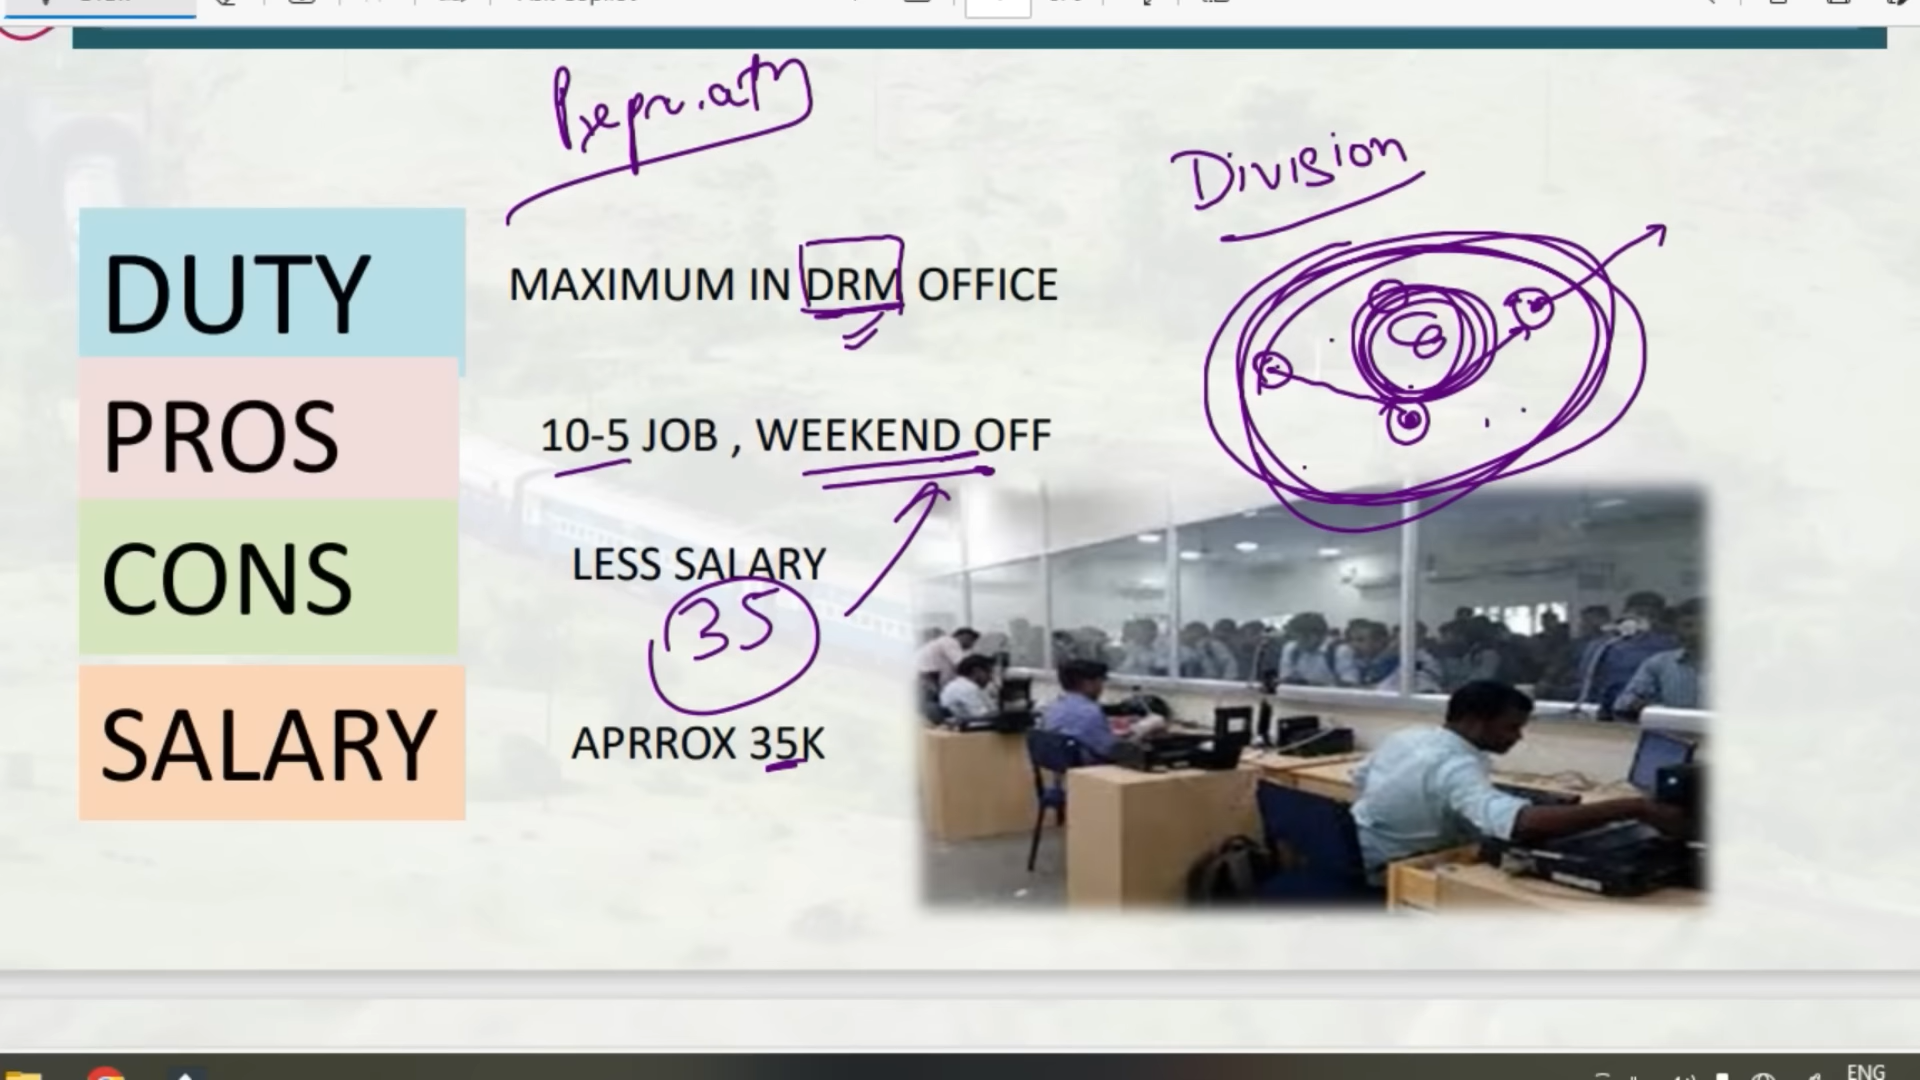 Division
DUTY
MAXIMUM IN DRM OFFICE
PROS
10-5 JOB , WEEKEND OFF
CONS
LESS SALARY
35
SALARY
APRROX 35K
ENG